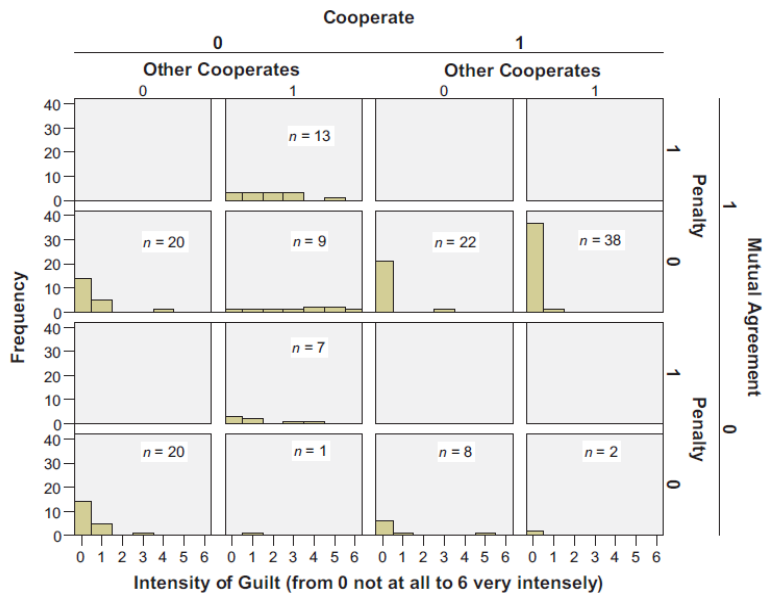 Cooperate
0 1
Other Cooperates Other Cooperates
0 1 0 1
40
30
20
10
0
n = 13
1
40
30
20
10
0
n = 20 n = 9 n = 22 n = 38
0
Penalty
1
40
30
20
10
0
n = 7
1
40
30
20
10
0
n = 20 n = 1 n = 8 n = 2
0
Penalty
0
Mutual Agreement
Frequency
0 1 2 3 4 5 6 0 1 2 3 4 5 6 0 1 2 3 4 5 6 0 1 2 3 4 5 6
Intensity of Guilt (from 0 not at all to 6 very intensely)